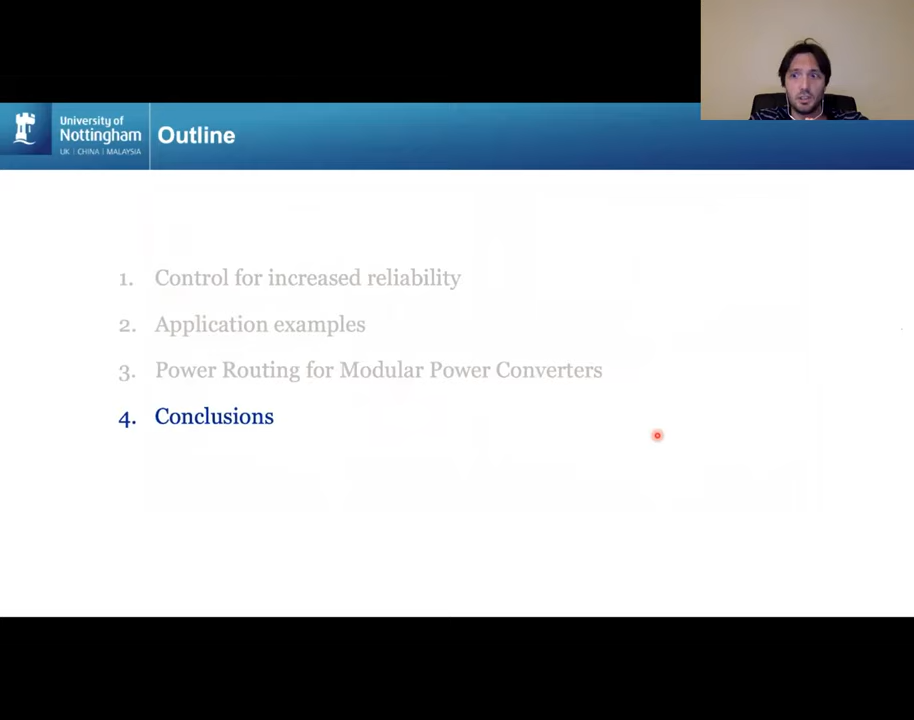 University of
Nottingham
UK | CHINA | MALAYSIA
Outline
1. Control for increased reliability
2. Application examples
3. Power Routing for Modular Power Converters
4. Conclusions